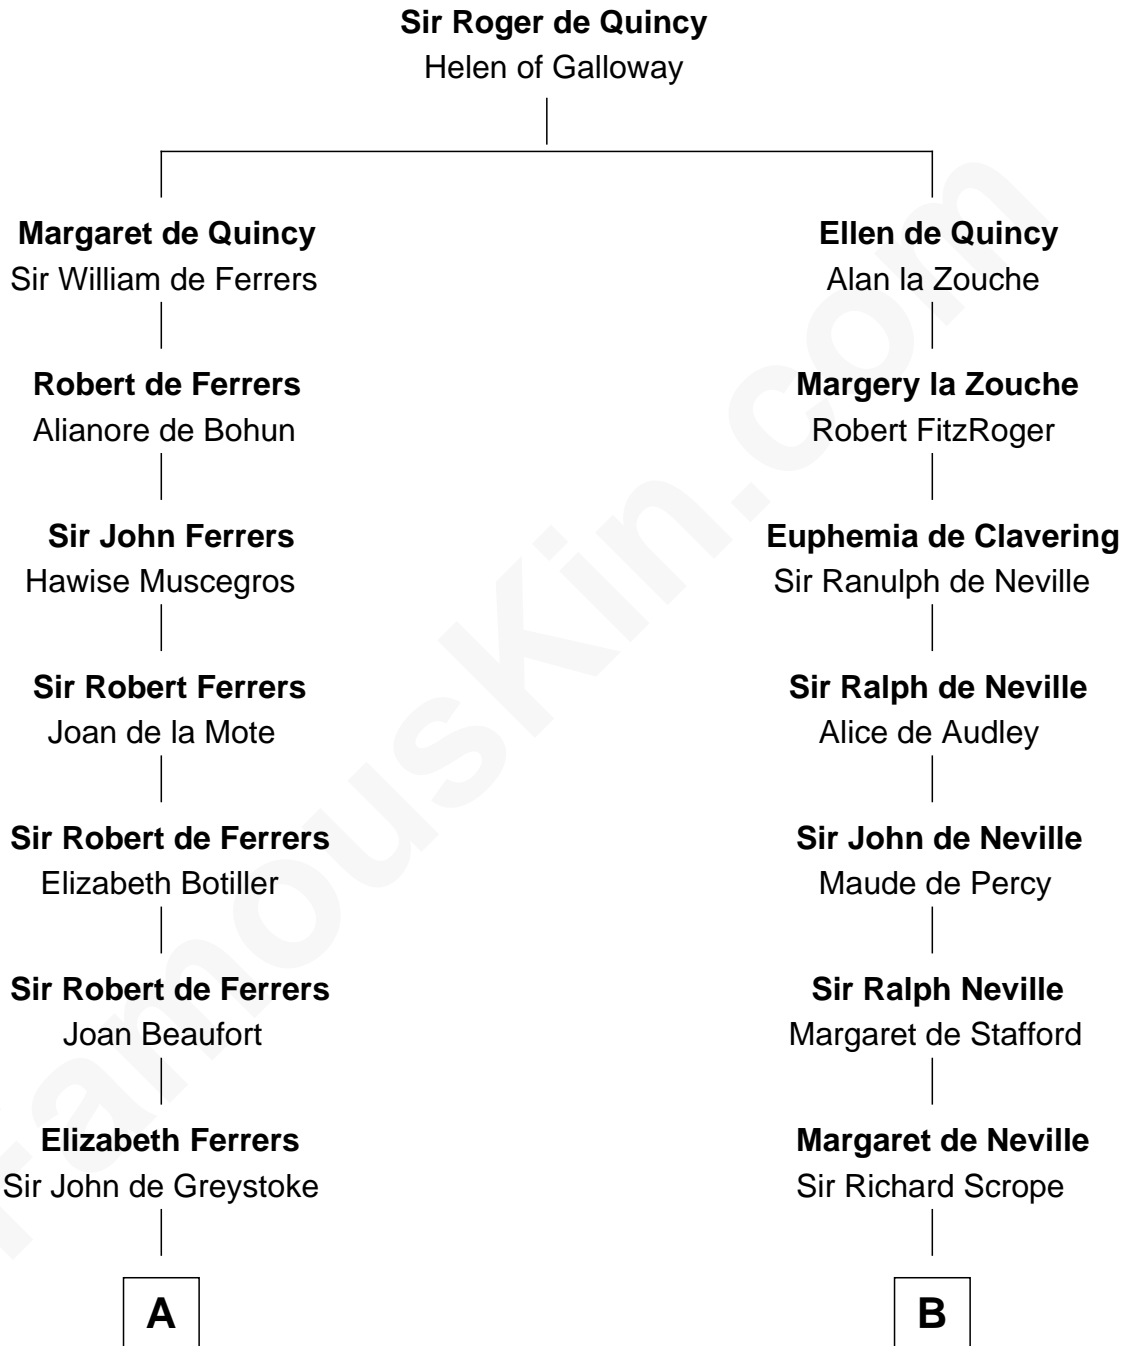 Sir Roger de Quincy
Helen of Galloway
Margaret de Quincy
Sir William de Ferrers
Ellen de Quincy
Alan la Zouche
Robert de Ferrers
Alianore de Bohun
Margery la Zouche
Robert FitzRoger
Sir John Ferrers
Hawise Muscegros
Euphemia de Clavering
Sir Ranulph de Neville
Sir Robert Ferrers
Joan de la Mote
Sir Ralph de Neville
Alice de Audley
Sir Robert de Ferrers
Elizabeth Botiller
Sir John de Neville
Maude de Percy
Sir Robert de Ferrers
Joan Beaufort
Sir Ralph Neville
Margaret de Stafford
Elizabeth Ferrers
Sir John de Greystoke
Margaret de Neville
Sir Richard Scrope
A
B
FamousKin.com